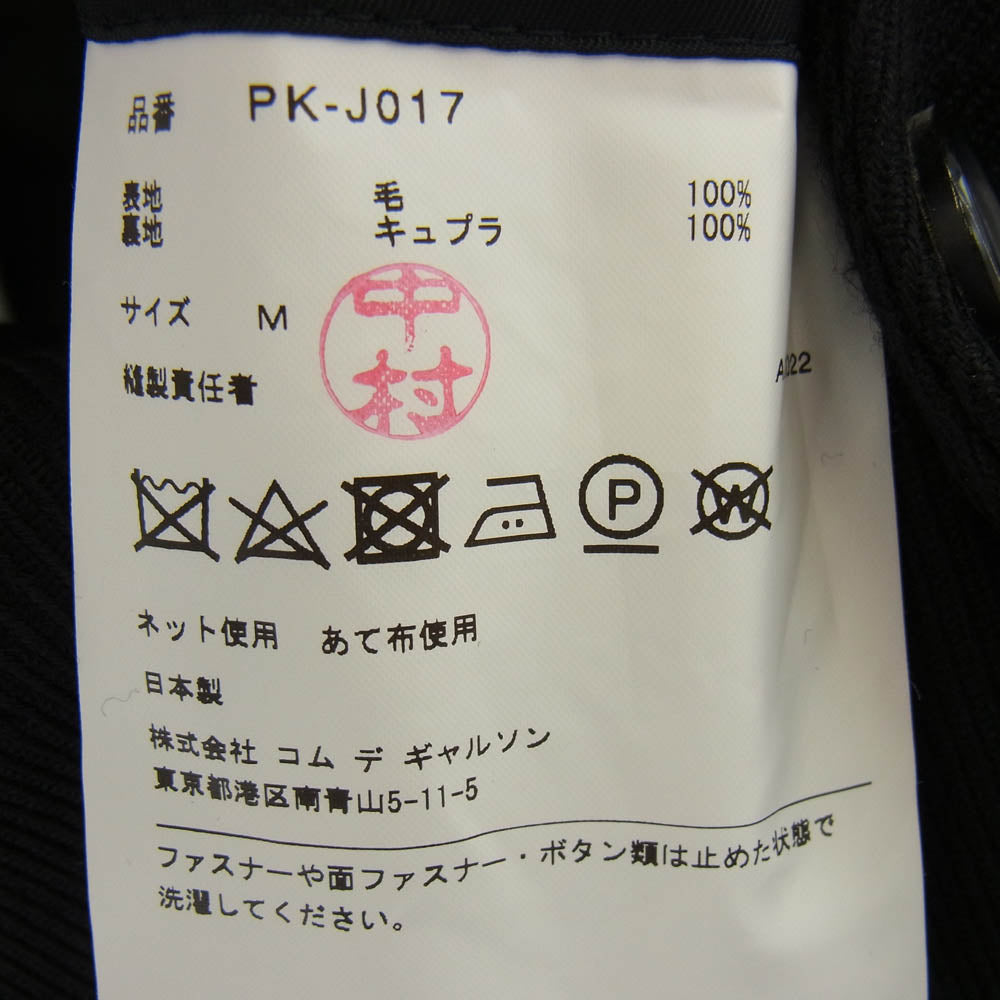 品番 PK-J017
表地 毛 100%
裏地 キュプラ 100%
サイズ M
中村
縫製責任者
A022
P
W
ネット使用 あて布使用
日本製
株式会社 コム デ ギャルソン
東京都港区南青山5-11-5
ファスナーや面ファスナー・ボタン類は止めた状態で
洗濯してください。